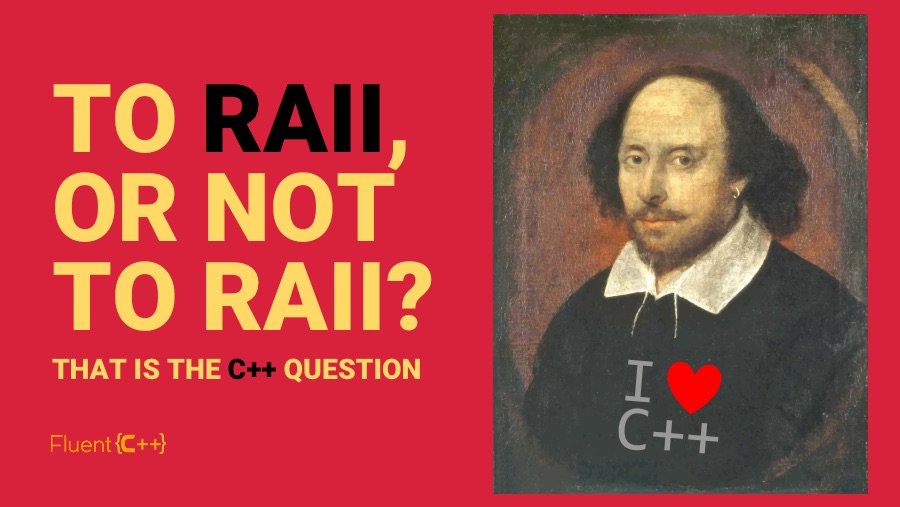 TO RAII,
OR NOT
TO RAII?
THAT IS THE C++ QUESTION
Fluent{C++}
I ❤
C++